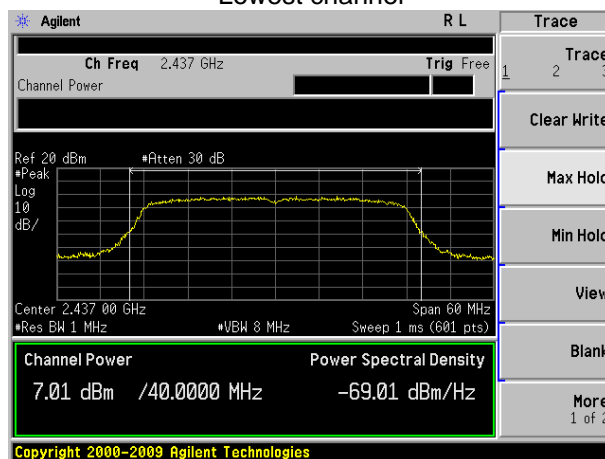 Lowest channel
Agilent R L Trace
Ch Freq 2.437 GHz Trig Free
Channel Power
Trace
1 2 3
Clear Write
Ref 20 dBm #Atten 30 dB
#Peak
Log
10
dB/
Max Hold
Min Hold
View
Center 2.437 00 GHz Span 60 MHz
#Res BW 1 MHz #VBW 8 MHz Sweep 1 ms (601 pts)
Blank
Channel Power Power Spectral Density
7.01 dBm /40.0000 MHz -69.01 dBm/Hz
More
1 of 2
Copyright 2000-2009 Agilent Technologies